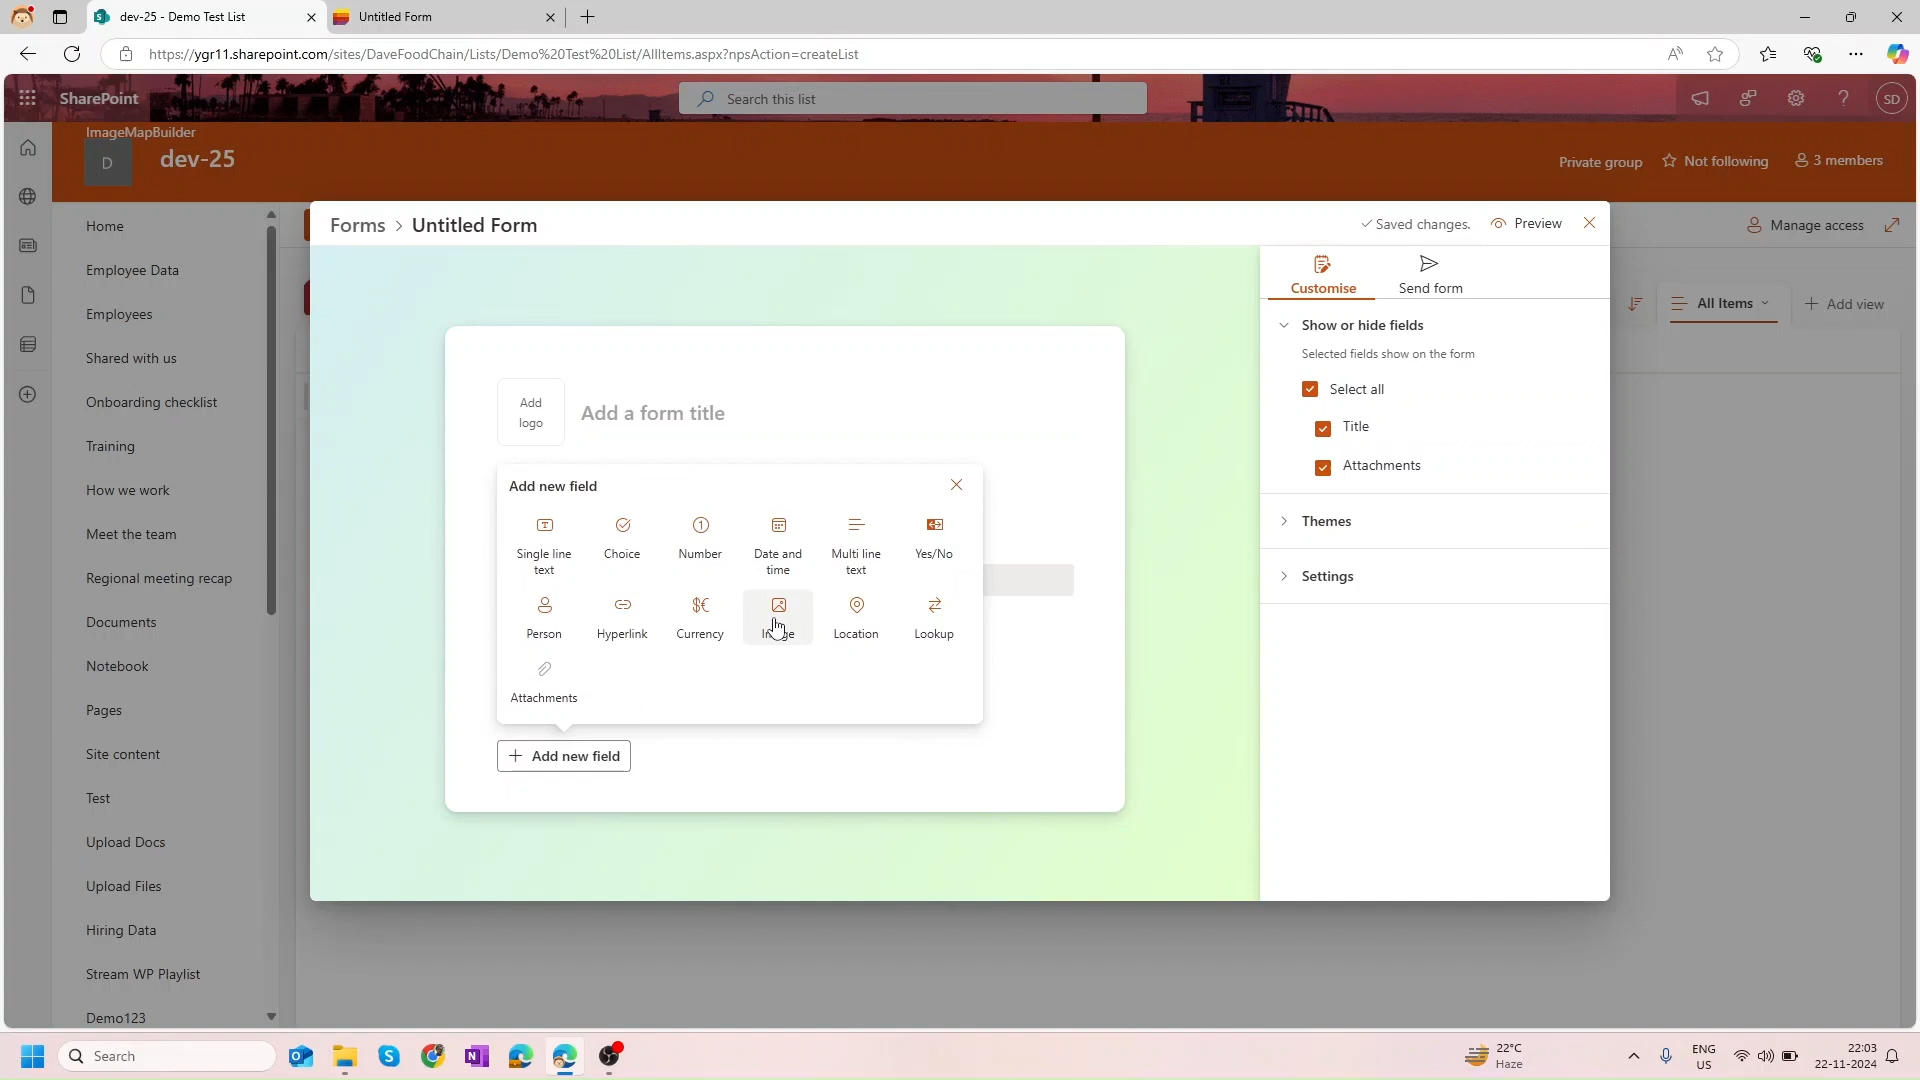 dev-25 - Demo Test List
Untitled Form
https://ygr11.sharepoint.com/sites/DaveFoodChain/Lists/Demo%20Test%20List/AllItems.aspx?npsAction=createList
SharePoint
Search this list
SD
ImageMapBuilder
D
dev-25
Private group
Not following
3 members
Home
Employee Data
Employees
Shared with us
Onboarding checklist
Training
How we work
Meet the team
Regional meeting recap
Documents
Notebook
Pages
Site content
Test
Upload Docs
Upload Files
Hiring Data
Stream WP Playlist
Demo123
Manage access
All Items
Add view
Forms > Untitled Form
Saved changes.
Preview
Add
logo
Add a form title
Add new field
Single line
text
Choice
Number
Date and
time
Multi line
text
Yes/No
Person
Hyperlink
Currency
Image
Location
Lookup
Attachments
Add new field
Customise
Send form
Show or hide fields
Selected fields show on the form
Select all
Title
Attachments
Themes
Settings
Search
22°C
Haze
ENG
US
22:03
22-11-2024